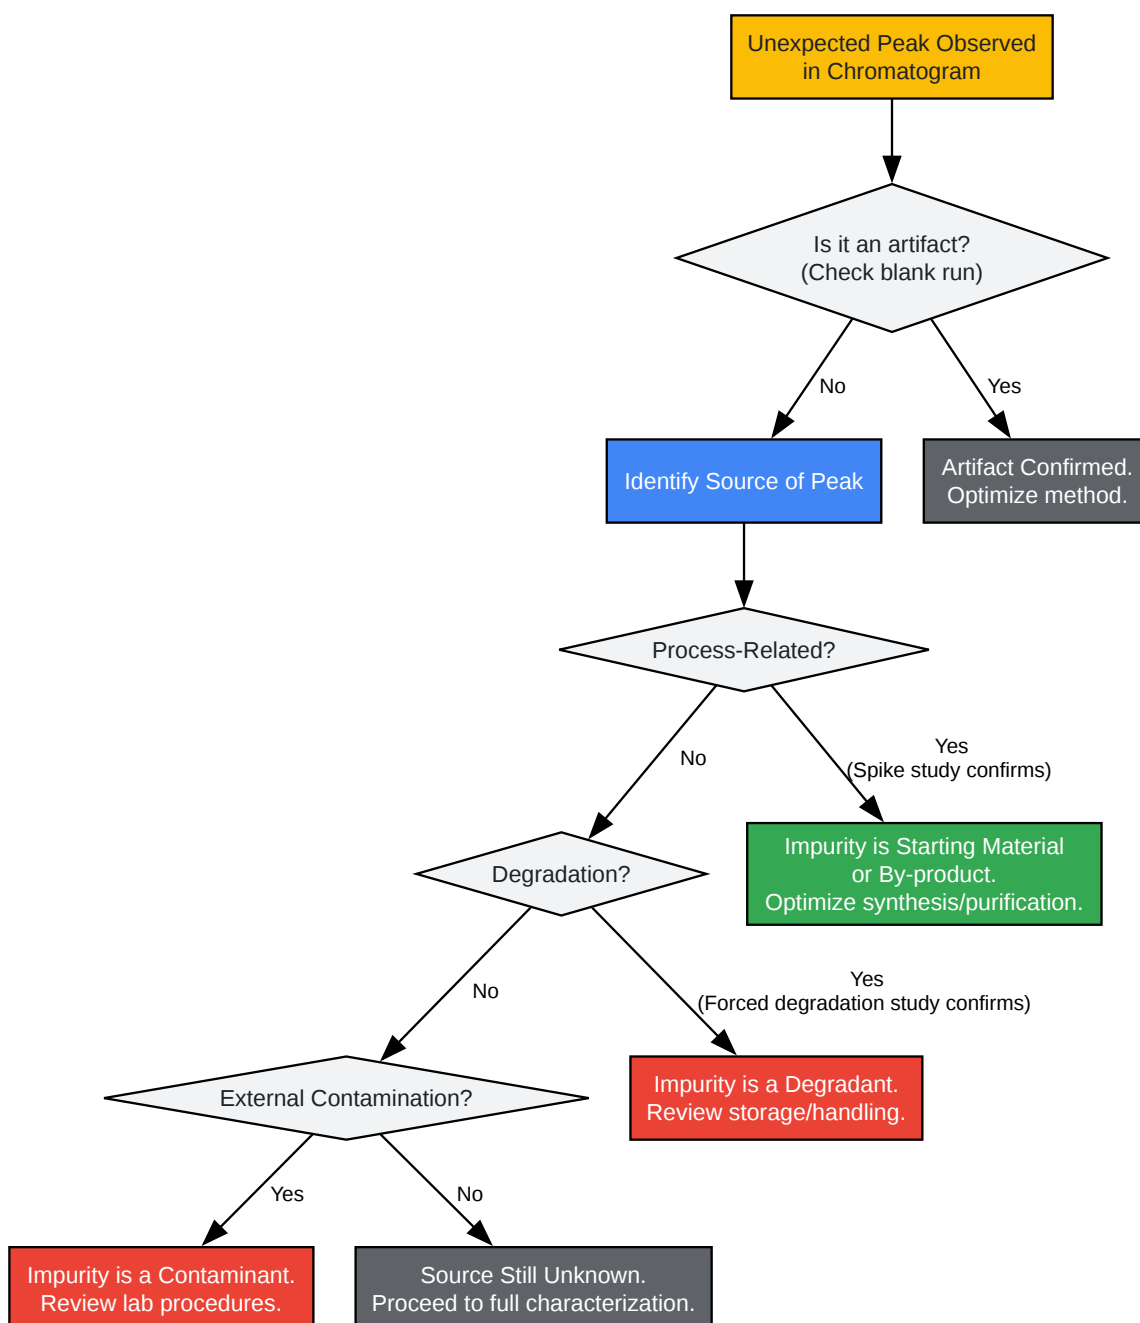 Unexpected Peak Observed
in Chromatogram
Is it an artifact?
(Check blank run)
No
Yes
Identify Source of Peak
Artifact Confirmed.
Optimize method.
Process-Related?
No
Yes
(Spike study confirms)
Degradation?
Impurity is Starting Material
or By-product.
Optimize synthesis/purification.
No
Yes
(Forced degradation study confirms)
External Contamination?
Impurity is a Degradant.
Review storage/handling.
Yes
No
Impurity is a Contaminant.
Review lab procedures.
Source Still Unknown.
Proceed to full characterization.